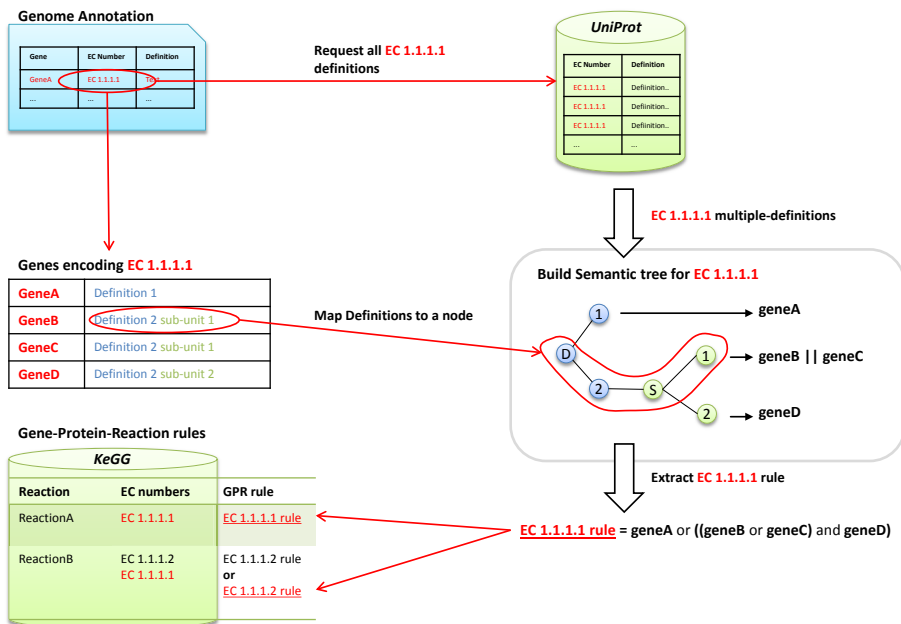 Genome Annotation
Gene EC Number Definition
GeneA EC 1.1.1.1
... ... ...
Request all EC 1.1.1.1
definitions
UniProt
EC Number Definition
EC 1.1.1.1 Defiinition..
EC 1.1.1.1 Defiinition..
EC 1.1.1.1 Defiinition..
... ...
EC 1.1.1.1 multiple-definitions
Genes encoding EC 1.1.1.1
GeneA Definition 1
GeneB Definition 2 sub-unit 1
GeneC Definition 2 sub-unit 1
GeneD Definition 2 sub-unit 2
Map Definitions to a node
Build Semantic tree for EC 1.1.1.1
1 geneA
D 1 geneB || geneC
2 S
2 geneD
Extract EC 1.1.1.1 rule
EC 1.1.1.1 rule = geneA or ((geneB or geneC) and geneD)
Gene-Protein-Reaction rules
KeGG
Reaction EC numbers GPR rule
ReactionA EC 1.1.1.1 EC 1.1.1.1 rule
ReactionB EC 1.1.1.2 EC 1.1.1.2 rule
EC 1.1.1.1 or
EC 1.1.1.2 rule